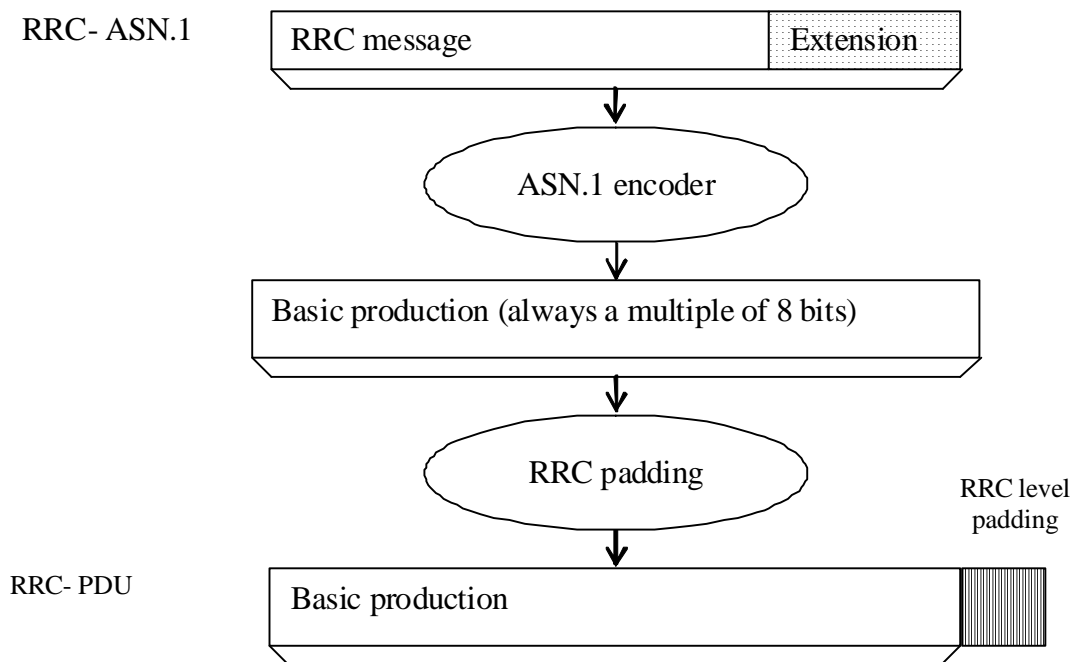 RRC- ASN.1
RRC message
Extension
ASN.1 encoder
Basic production (always a multiple of 8 bits)
RRC padding
RRC level
padding
RRC- PDU
Basic production